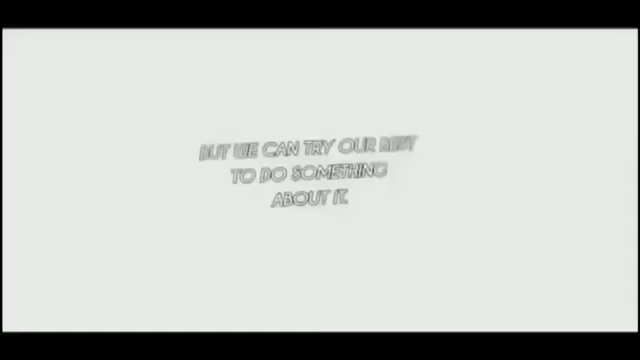 BUT WE CAN TRY OUR BEST
TO DO SOMETHING
ABOUT IT.